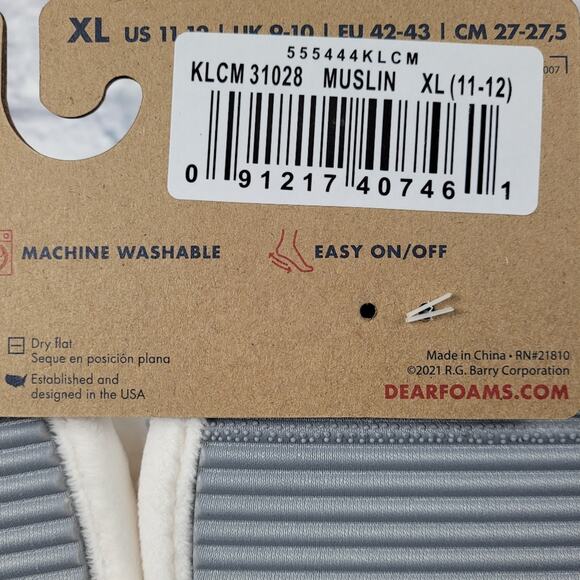 XL US 11-12 | UK 9-10 | EU 42-43 | CM 27-27,5
007
555444KLCM
KLCM 31028 MUSLIN XL (11-12)
0 91217 40746 1
MACHINE WASHABLE
EASY ON/OFF
Dry flat
Seque en posición plana
Established and
designed in the USA
Made in China • RN#21810
©2021 R.G. Barry Corporation
DEARFOAMS.COM